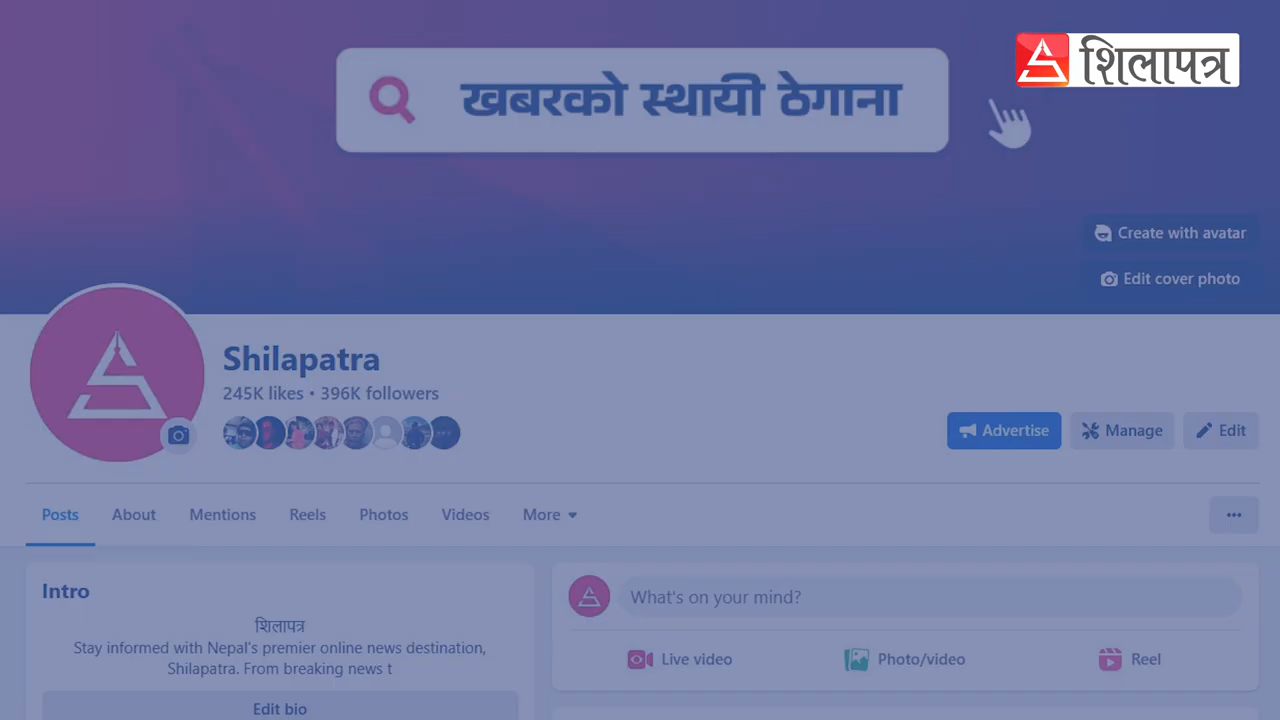 शिलापत्र
खबरको स्थायी ठेगाना
Create with avatar
Edit cover photo
Shilapatra
245K likes • 396K followers
Advertise
Manage
Edit
Posts
About
Mentions
Reels
Photos
Videos
More
Intro
शिलापत्र
Stay informed with Nepal's premier online news destination,
Shilapatra. From breaking news t
Edit bio
What's on your mind?
Live video
Photo/video
Reel